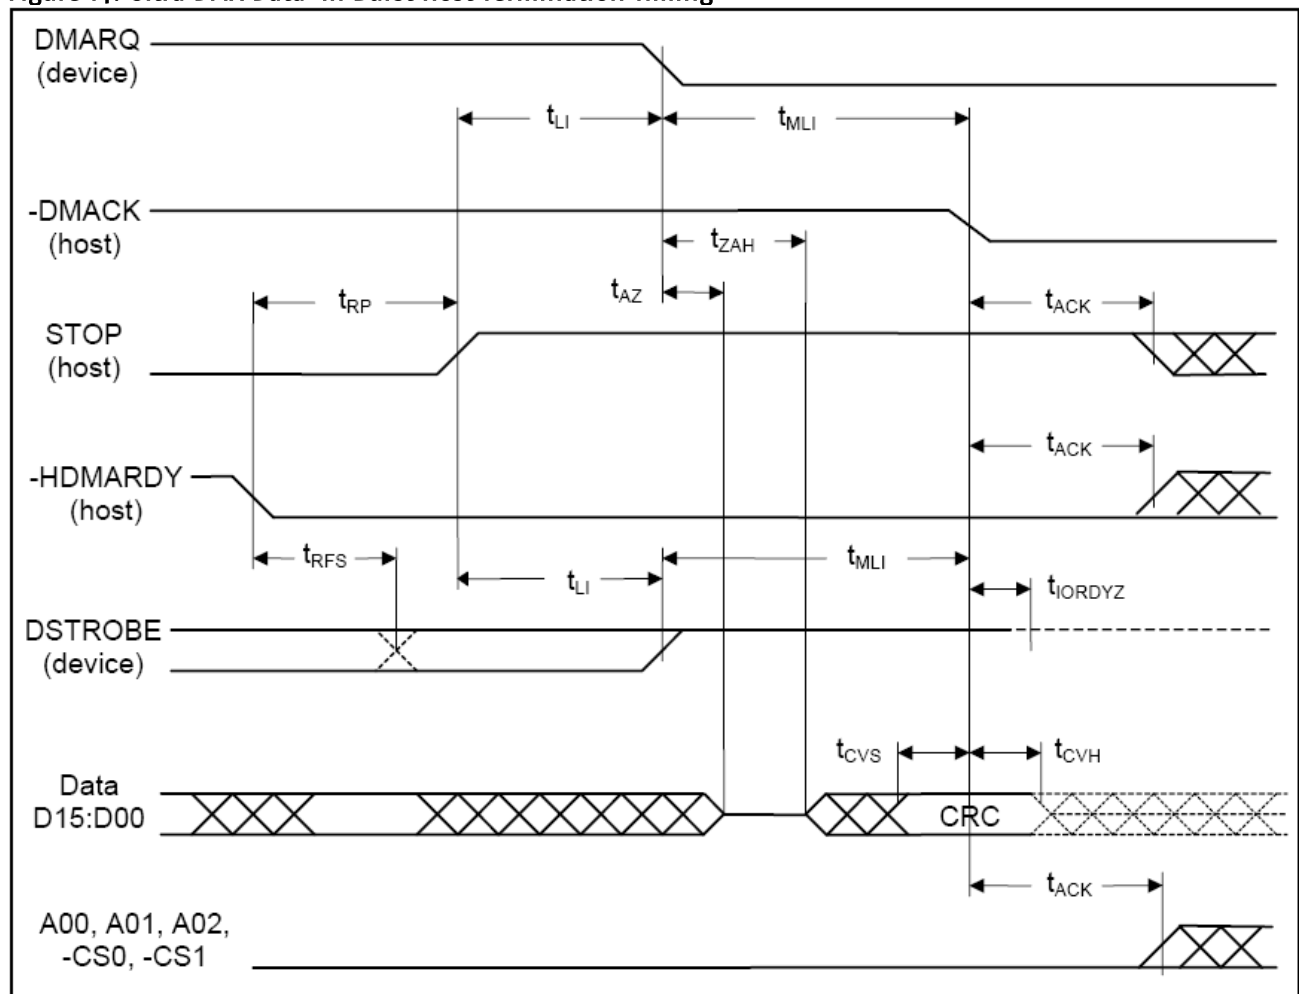 DMARQ
(device)
tLI
tMLI
-DMACK
(host)
tZAH
tAZ
tRP
tACK
STOP
(host)
tACK
-HDMARDY
(host)
tRFS
tMLI
tLI
tIORDYZ
DSTROBE
(device)
tCVS
tCVH
Data
D15:D00
CRC
tACK
A00, A01, A02,
-CS0, -CS1